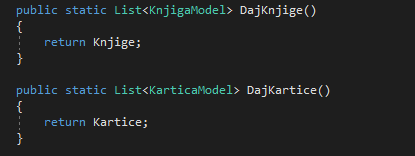 public static List<KnjigaModel> DajKnjige()
{
return Knjige;
}
public static List<KarticaModel> DajKartice()
{
return Kartice;
}